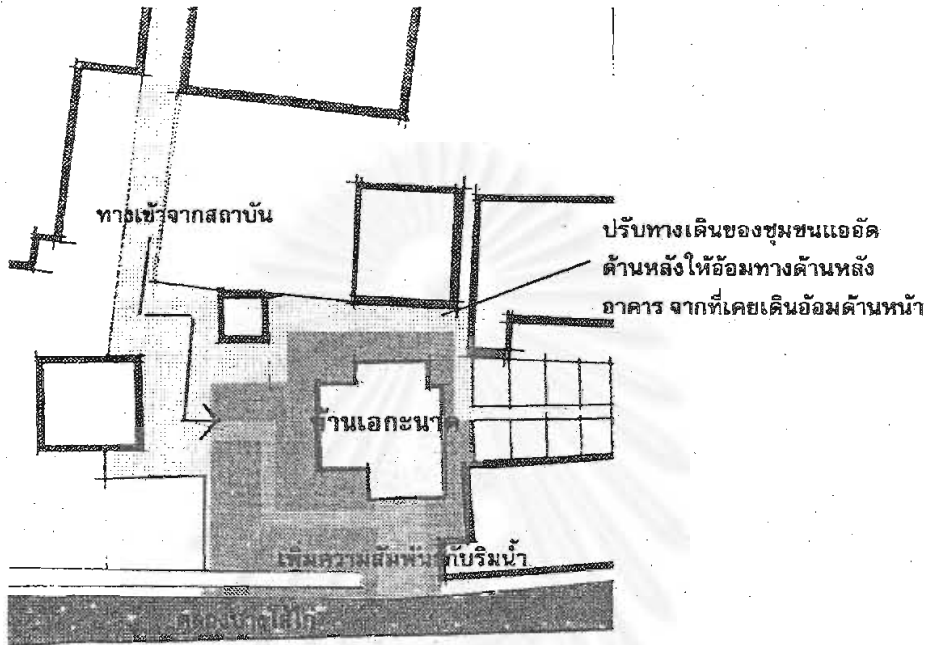 ทางเข้าจากสถาบัน
ปรับทางเดินของชุมชนแออัด
ด้านหลังให้อ้อมทางด้านหลัง
อาคาร จากที่เคยเดินอ้อมด้านหน้า
บ้านเอกะนาค
เพิ่มความสัมพันธ์กับริมน้ำ
คลองบางไส้ไก่